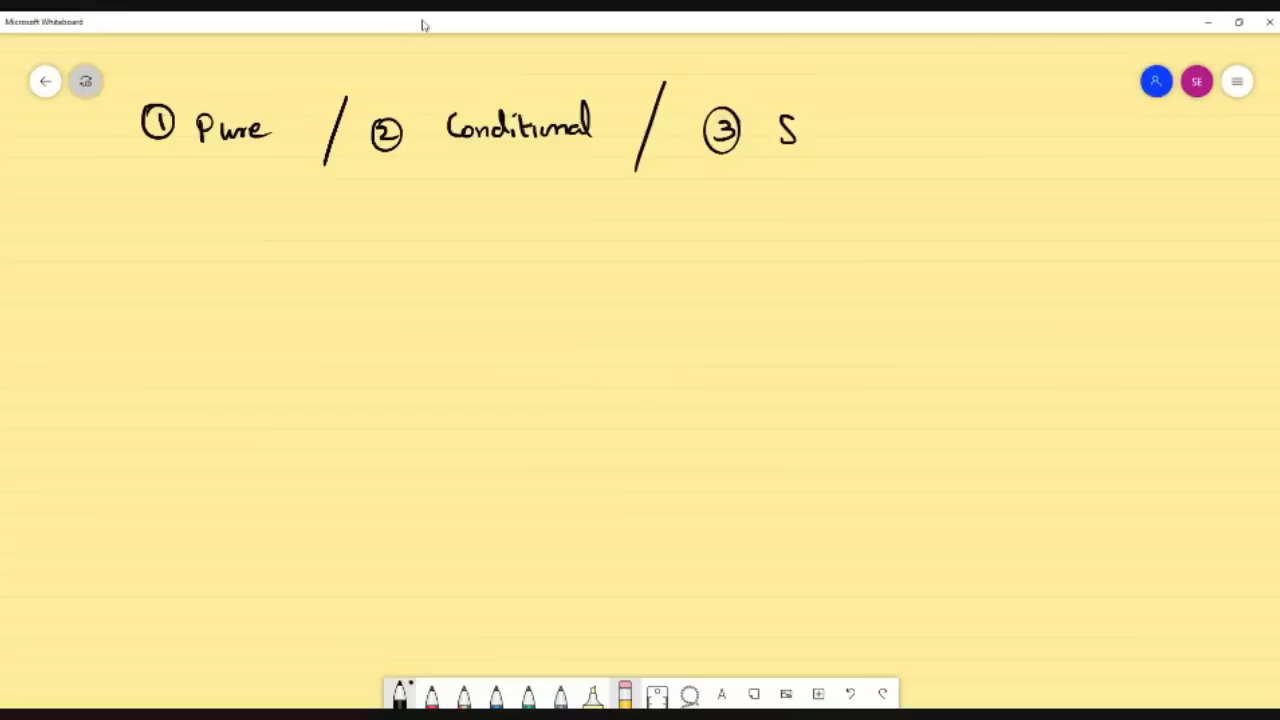 Microsoft Whiteboard
SE
① Pure / ② Conditional / ③ S
A